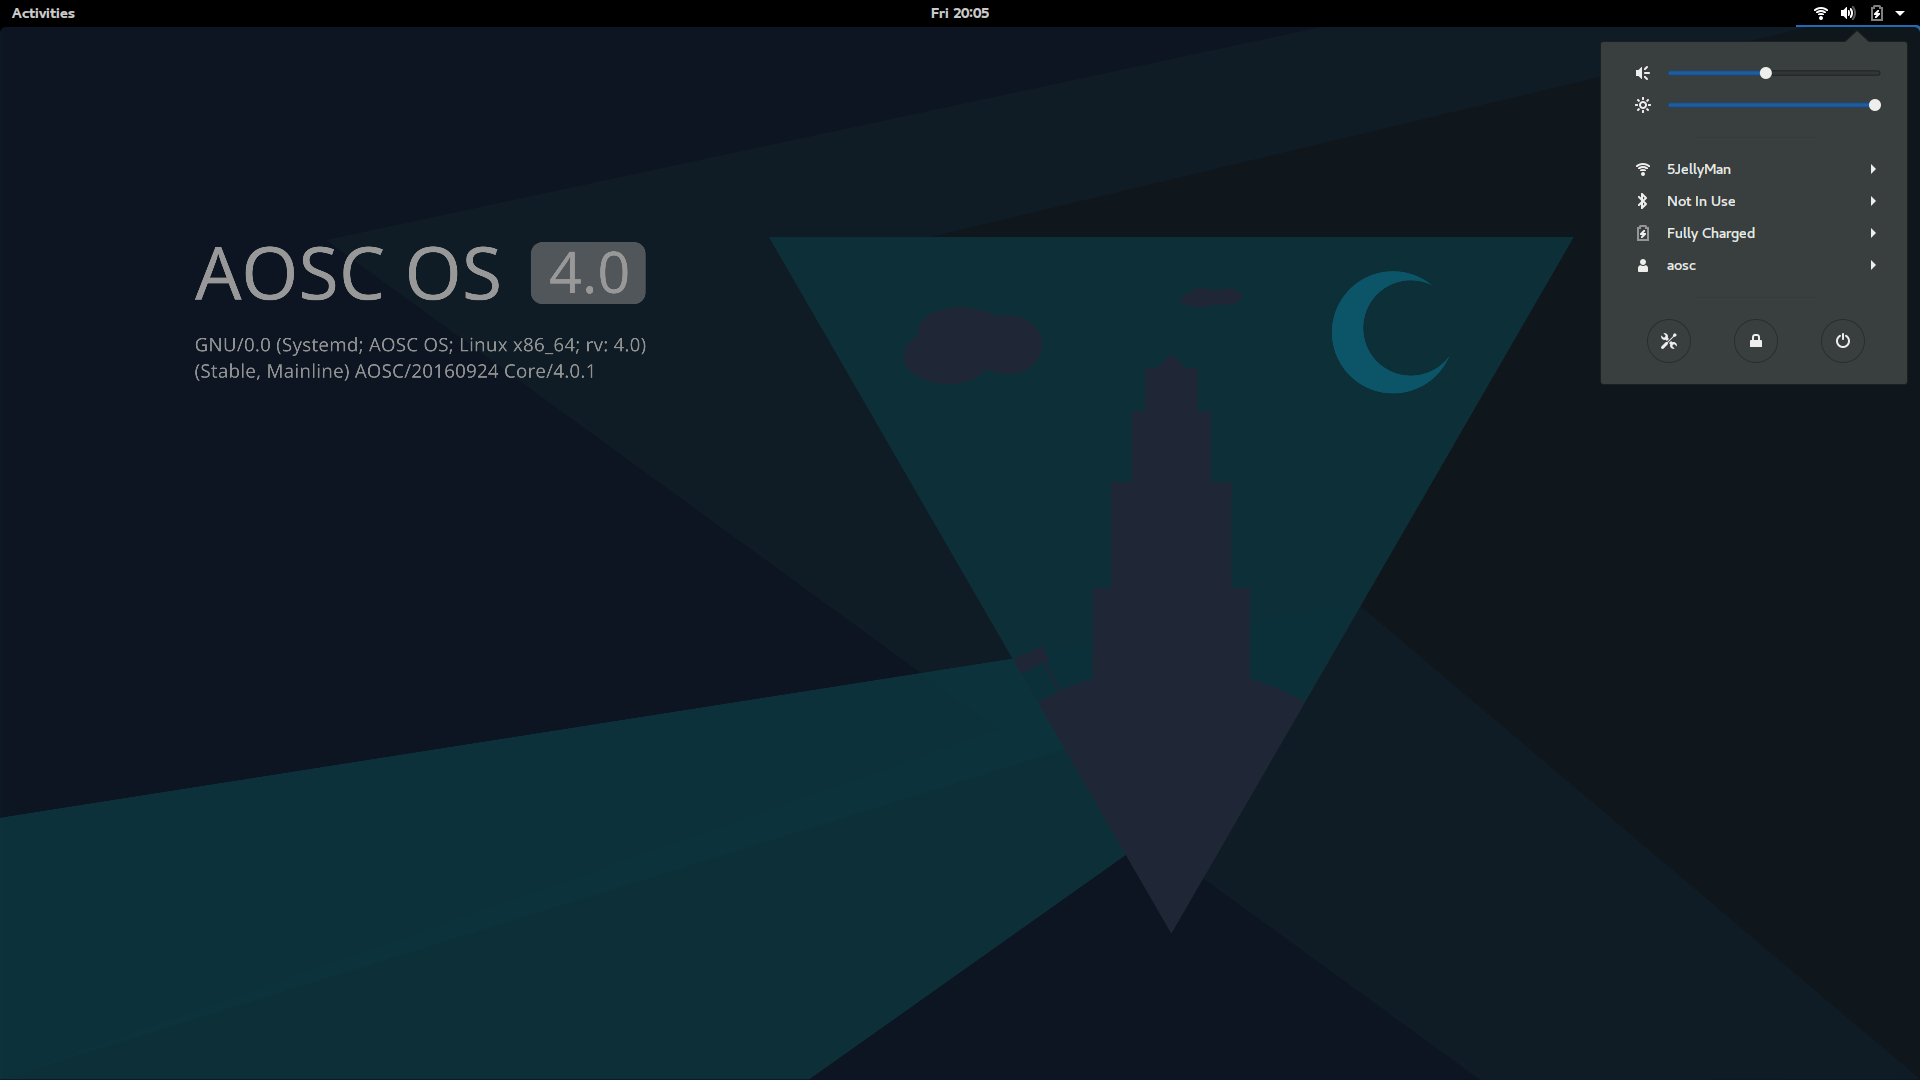 Activities
Fri 20:05
5JellyMan
Not In Use
Fully Charged
aosc
AOSC OS 4.0
GNU/0.0 (Systemd; AOSC OS; Linux x86_64; rv: 4.0)
(Stable, Mainline) AOSC/20160924 Core/4.0.1